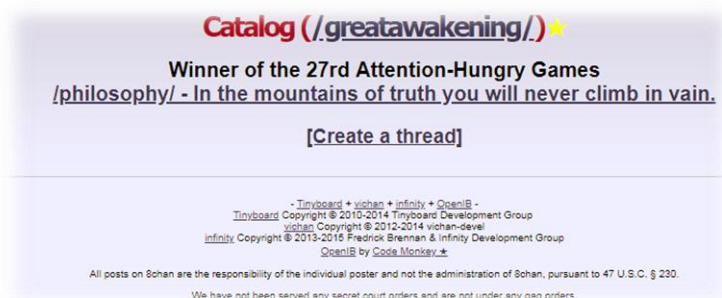 Catalog (/greatawakening/)★
Winner of the 27rd Attention-Hungry Games
/philosophy/ - In the mountains of truth you will never climb in vain.
[Create a thread]
- Tinyboard + vichan + infinity + OpenIB -
Tinyboard Copyright © 2010-2014 Tinyboard Development Group
vichan Copyright © 2012-2014 vichan-devel
infinity Copyright © 2013-2015 Fredrick Brennan & Infinity Development Group
OpenIB by Code Monkey ★
All posts on 8chan are the responsibility of the individual poster and not the administration of 8chan, pursuant to 47 U.S.C. § 230.
We have not been served any secret court orders and are not under any gag orders.